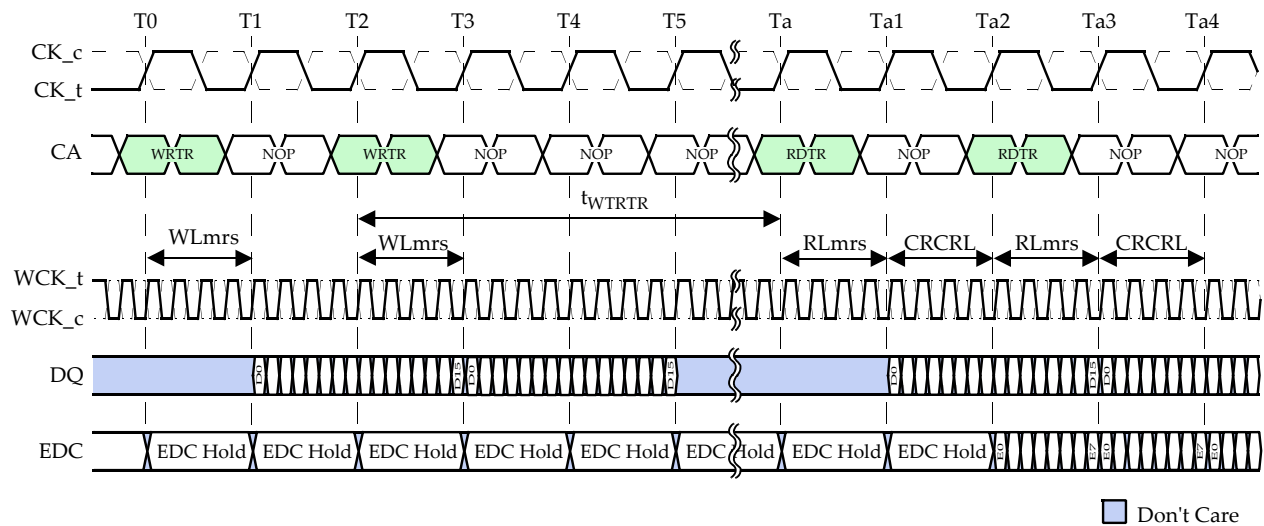 T0 T1 T2 T3 T4 T5 Ta Ta1 Ta2 Ta3 Ta4
CK_c
CK_t
CA WRTR NOP WRTR NOP NOP NOP RDTR NOP RDTR NOP NOP
tWTRTR
WLmrs WLmrs RLmrs CRCRL RLmrs CRCRL
WCK_t
WCK_c
DQ D0 D15 D0 D15 D0 D15 D0
EDC EDC Hold EDC Hold EDC Hold EDC Hold EDC Hold EDC Hold EDC Hold EDC Hold E0 E7 E0 E7 E0
Don't Care